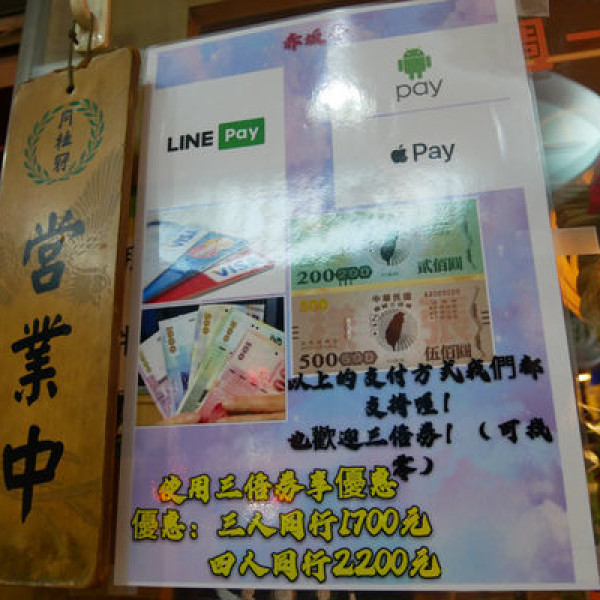 月桂冠
營業中
LINE Pay
pay
Pay
VISA
200
貳佰圓
500
中華民國
500
伍佰圓
以上的支付方式我們都
支持喔!
也歡迎三倍券!(可找
零)
使用三倍券享優惠
優惠:三人同行1700元
四人同行2200元